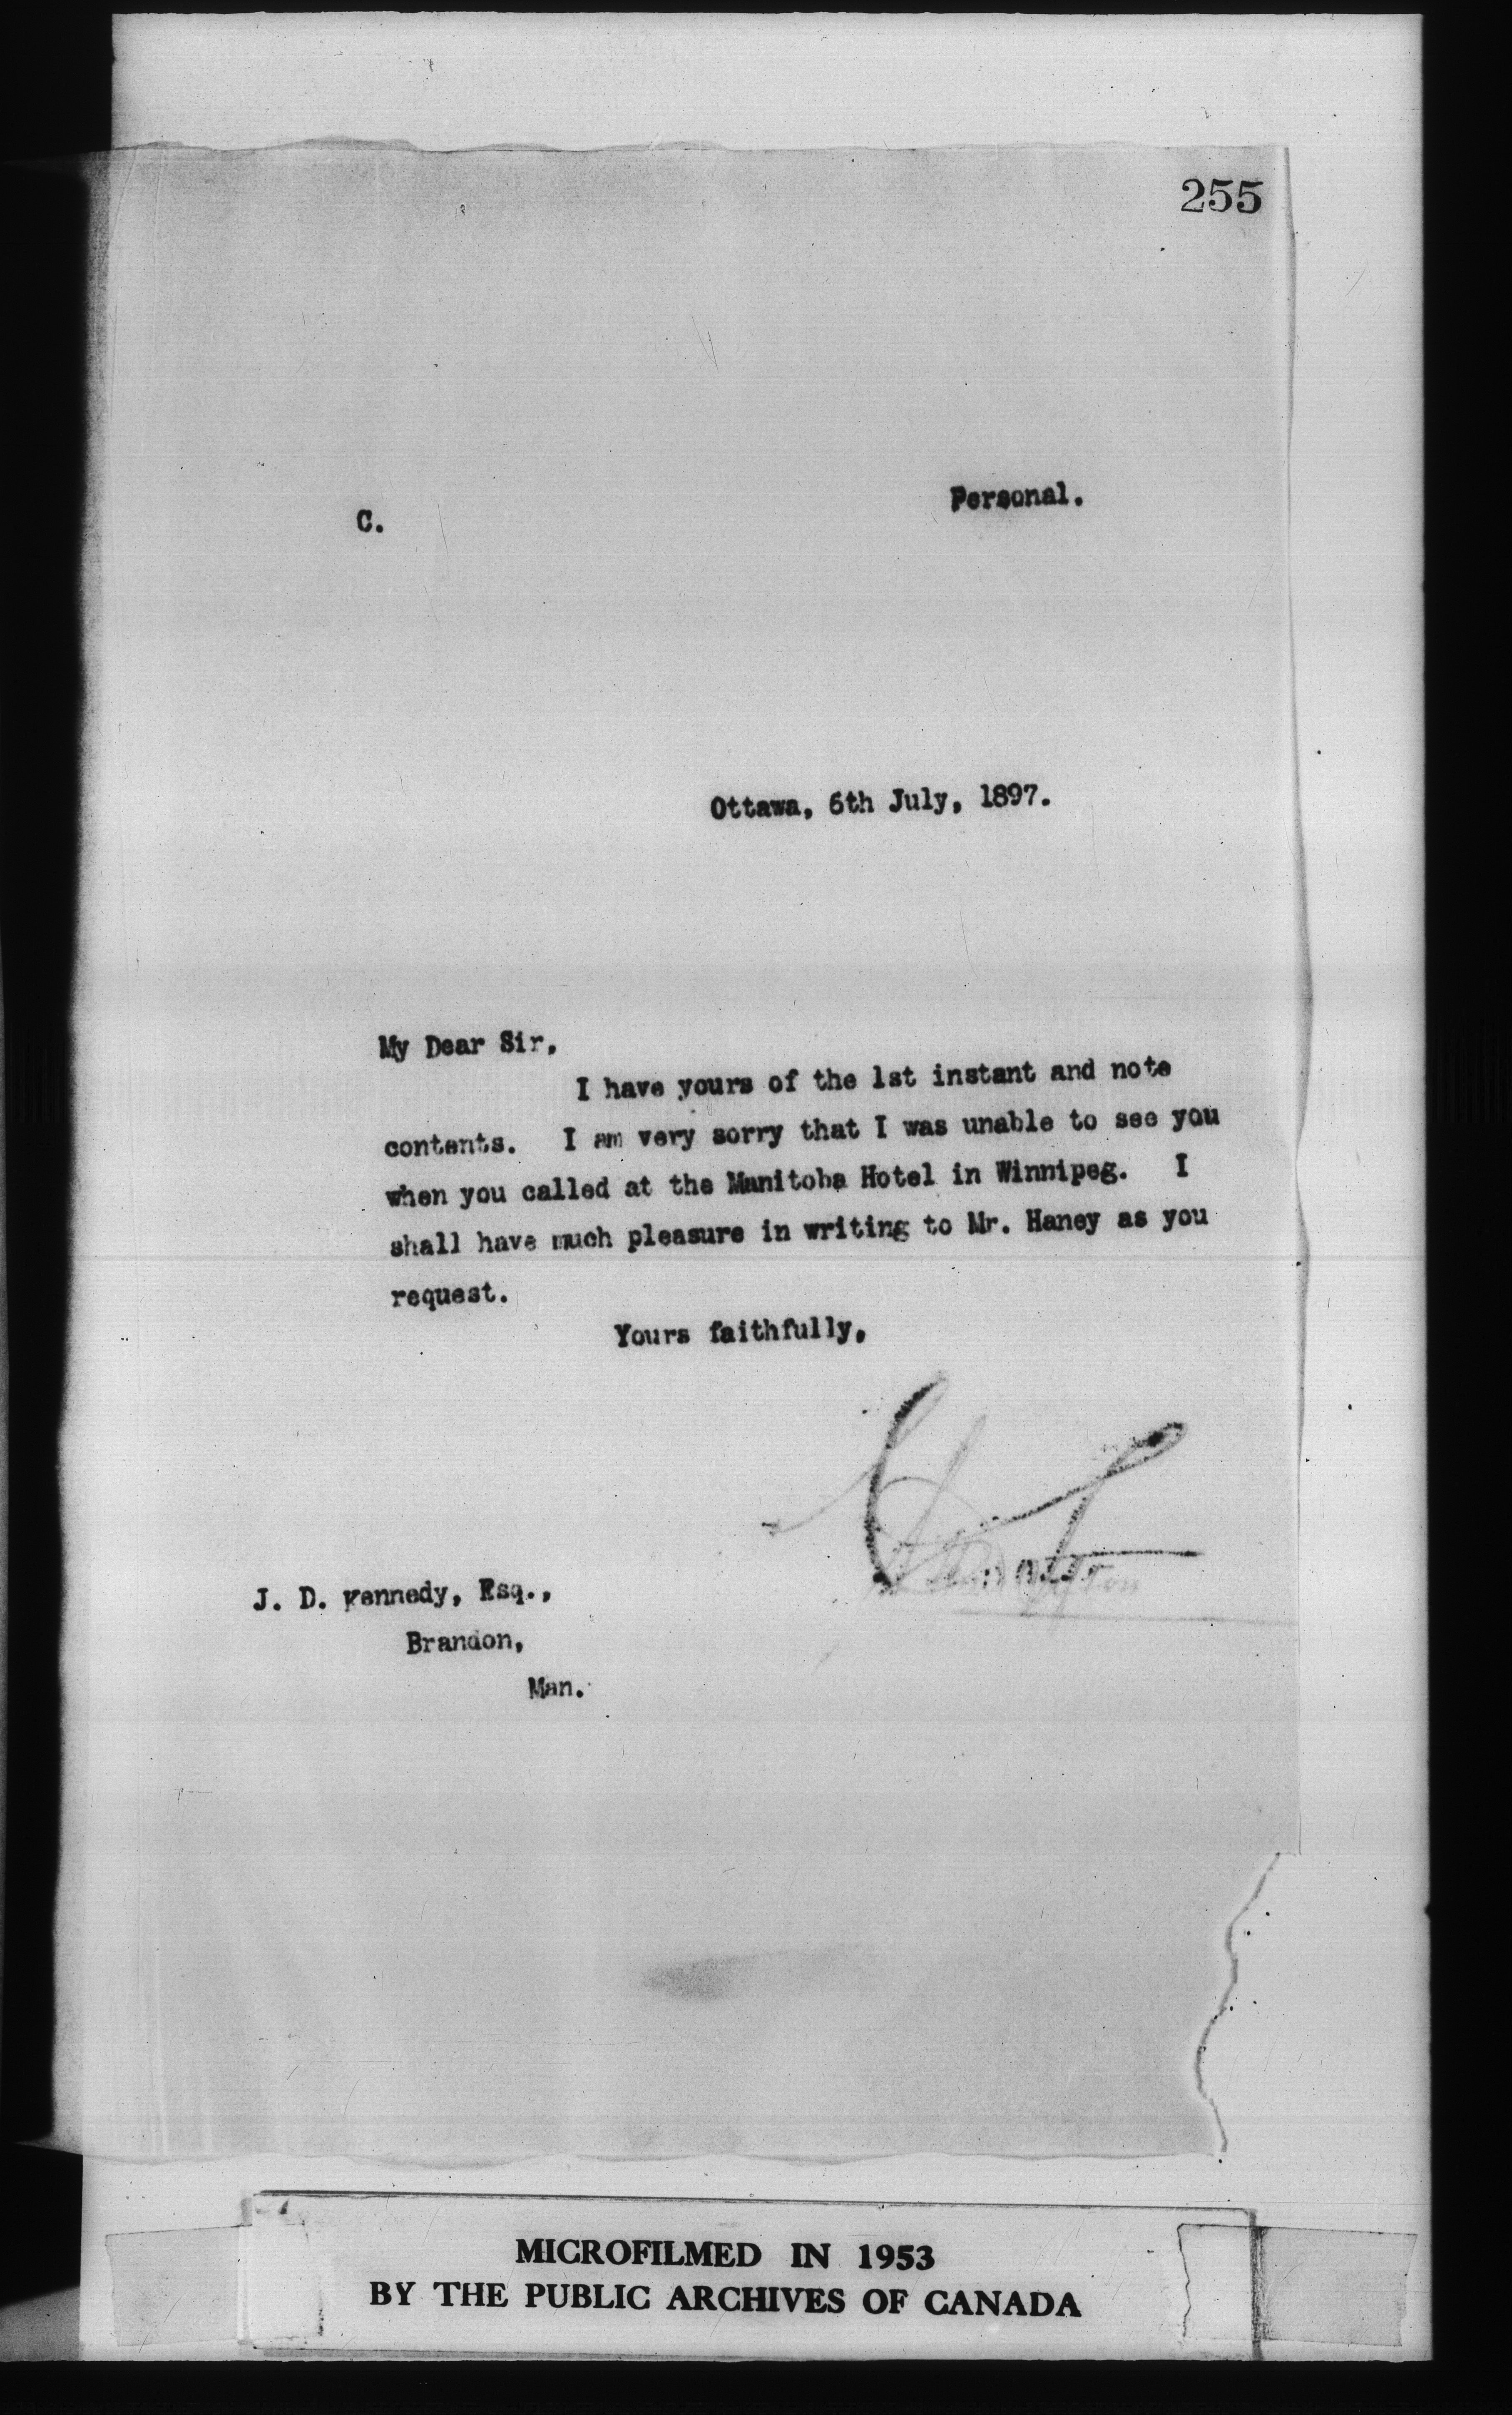 255
Personal.
C.
Ottawa, 6th July, 1897.
My Dear Sir,
I have yours of the 1st instant and note
contents. I am very sorry that I was unable to see you
when you called at the Manitoba Hotel in Winnipeg. I
shall have much pleasure in writing to Mr. Haney as you
request.
Yours faithfully,
J. D. Kennedy, Esq.,
Brandon,
Man.
MICROFILMED IN 1953
BY THE PUBLIC ARCHIVES OF CANADA